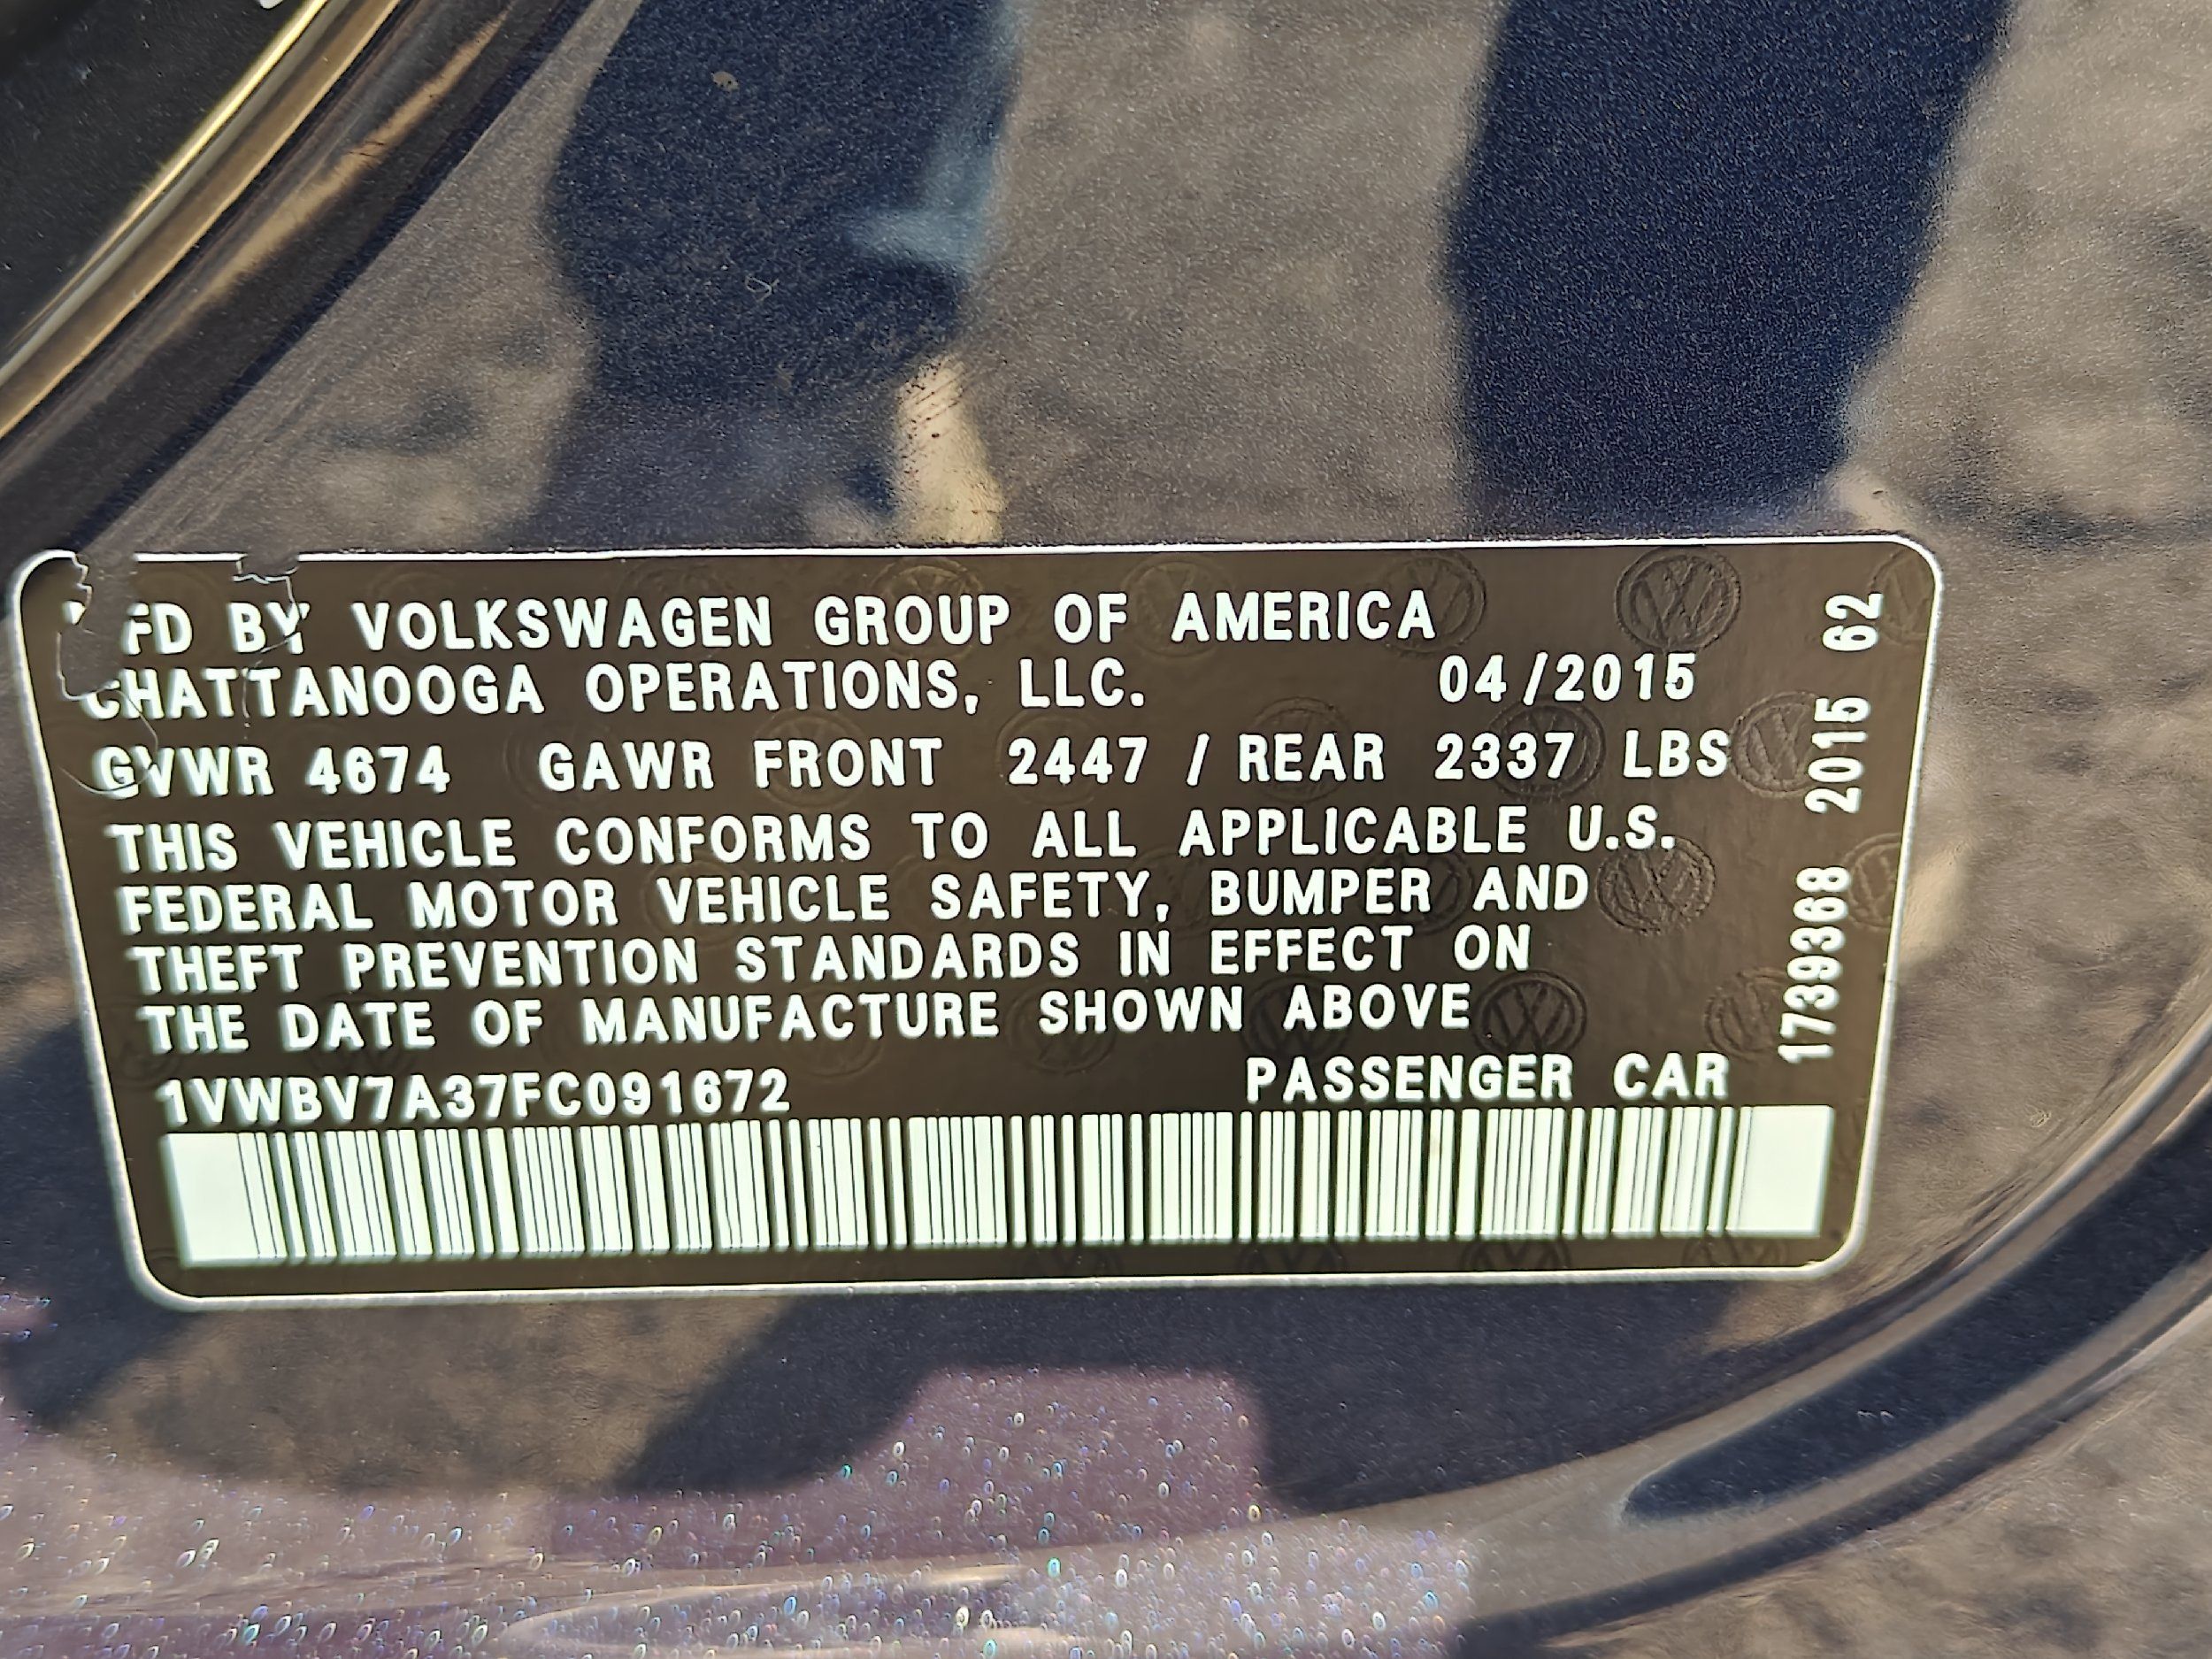 MFD BY VOLKSWAGEN GROUP OF AMERICA
CHATTANOOGA OPERATIONS, LLC. 04/2015
GVWR 4674 GAWR FRONT 2447 / REAR 2337 LBS
THIS VEHICLE CONFORMS TO ALL APPLICABLE U.S.
FEDERAL MOTOR VEHICLE SAFETY, BUMPER AND
THEFT PREVENTION STANDARDS IN EFFECT ON
THE DATE OF MANUFACTURE SHOWN ABOVE
1VWBV7A37FC091672 PASSENGER CAR
1739368 2015 62